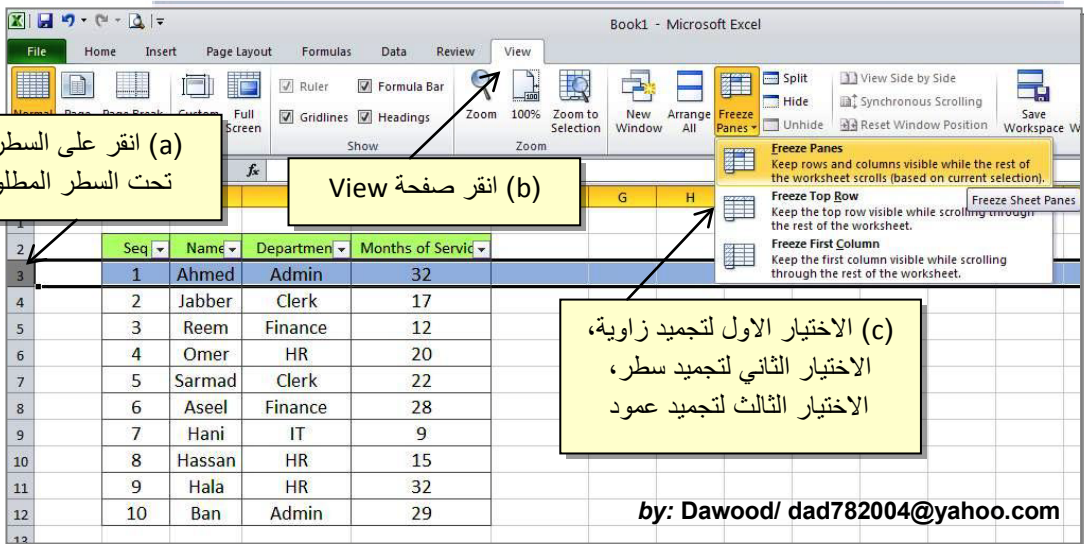 Book1 - Microsoft Excel
File Home Insert Page Layout Formulas Data Review View
Ruler Formula Bar
Gridlines Headings
Normal Page Page Break Custom Full Screen
Show
Zoom 100% Zoom to Selection
Zoom
New Window Arrange All Freeze Panes
Split
Hide
Unhide
View Side by Side
Synchronous Scrolling
Reset Window Position
Save Workspace W
Freeze Panes
Keep rows and columns visible while the rest of
the worksheet scrolls (based on current selection).
Freeze Top Row
Keep the top row visible while scrolling through
the rest of the worksheet.
Freeze First Column
Keep the first column visible while scrolling
through the rest of the worksheet.
Freeze Sheet Panes
(a) انقر على السطر
تحت السطر
(b) انقر صفحة View
fx
G H
1
2 Seq Name Departmen Months of Servic
3 1 Ahmed Admin 32
4 2 Jabber Clerk 17
5 3 Reem Finance 12
6 4 Omer HR 20
7 5 Sarmad Clerk 22
8 6 Aseel Finance 28
9 7 Hani IT 9
10 8 Hassan HR 15
11 9 Hala HR 32
12 10 Ban Admin 29
13
(c) الاختيار الاول لتجميد زاوية،
الاختيار الثاني لتجميد سطر،
الاختيار الثالث لتجميد عمود
by: Dawood/ dad782004@yahoo.com